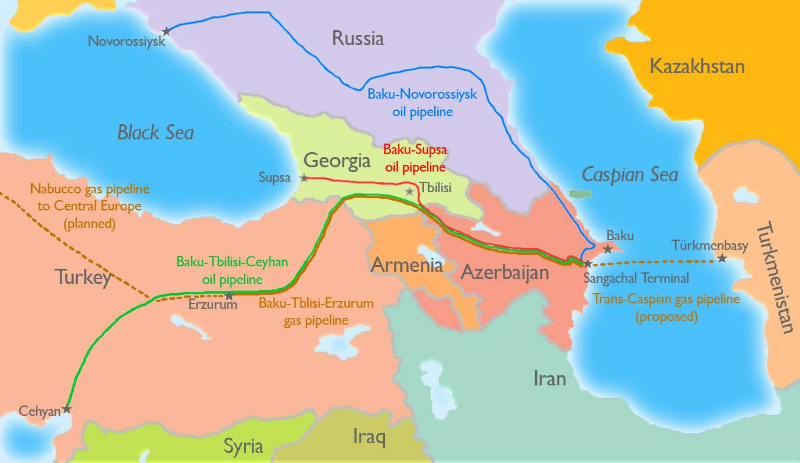 Novorossiysk
Russia
Kazakhstan
Baku-Novorossiysk
oil pipeline
Black Sea
Georgia
Baku-Supsa
oil pipeline
Supsa
Tbilisi
Caspian Sea
Nabucco gas pipeline
to Central Europe
(planned)
Baku
Türkmenbasy
Turkmenistan
Turkey
Baku-Tbilisi-Ceyhan
oil pipeline
Armenia
Azerbaijan
Sangachal Terminal
Erzurum
Baku-Tblisi-Erzurum
gas pipeline
Trans-Caspian gas pipeline
(proposed)
Iran
Cehyan
Syria
Iraq